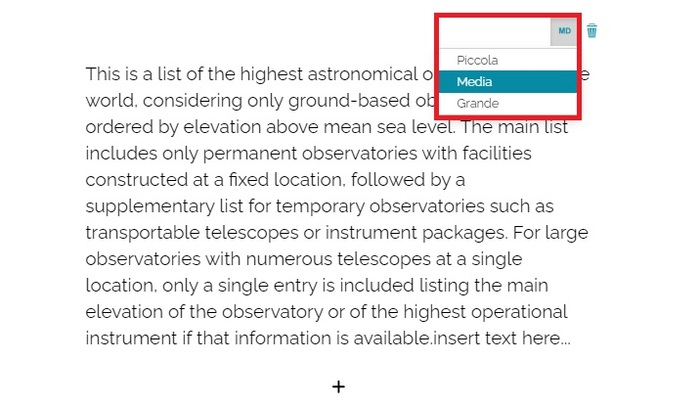 MD
Piccola
Media
Grande
This is a list of the highest astronomical o e
world, considering only ground-based ob
ordered by elevation above mean sea level. The main list
includes only permanent observatories with facilities
constructed at a fixed location, followed by a
supplementary list for temporary observatories such as
transportable telescopes or instrument packages. For large
observatories with numerous telescopes at a single
location, only a single entry is included listing the main
elevation of the observatory or of the highest operational
instrument if that information is available.insert text here...
+